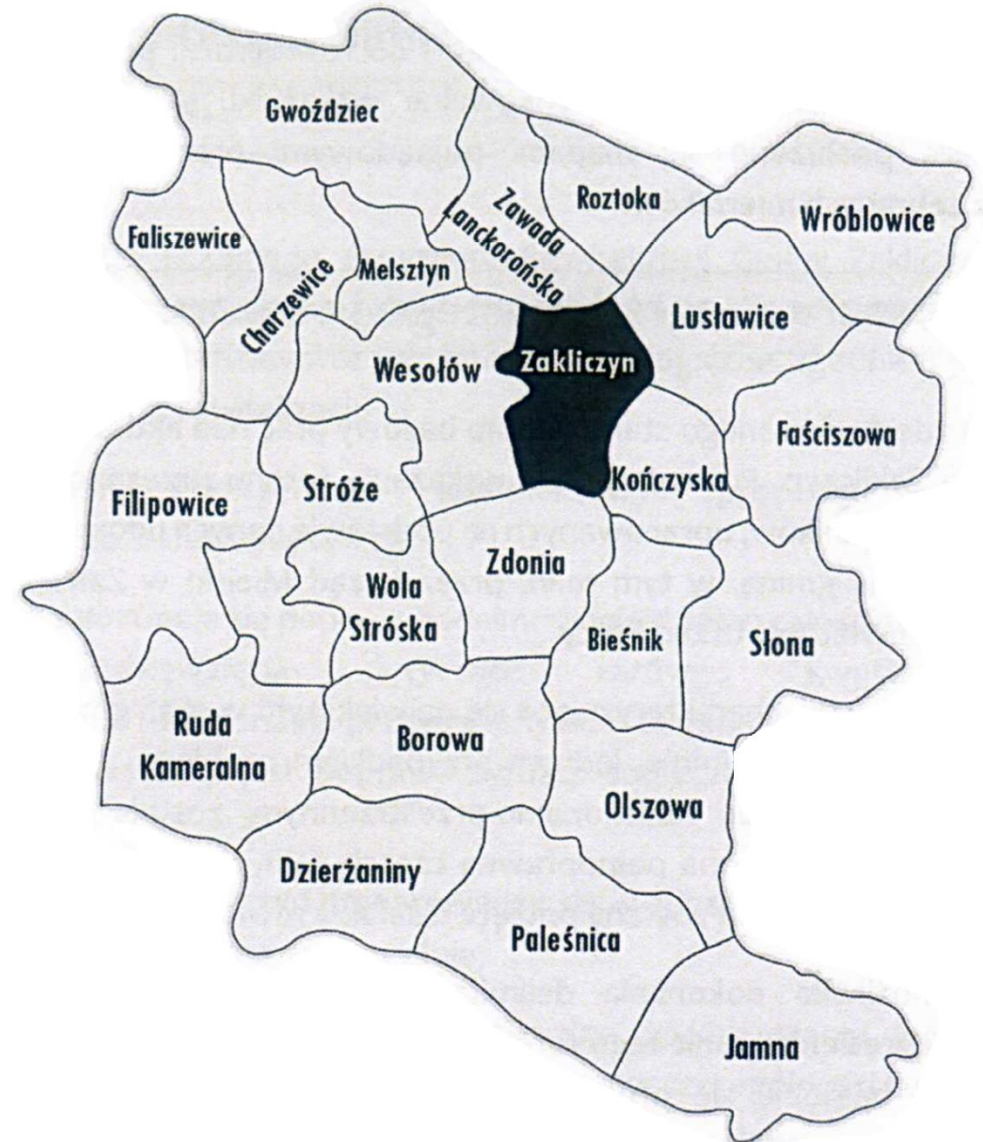 Gwoździec
Zawada
Lanckorońska
Roztoka
Wróblowice
Faliszewice
Charzewice
Melsztyn
Lusławice
Wesołów
Zakliczyn
Faściszowa
Kończyska
Filipowice
Stróże
Zdonia
Wola
Stróska
Bieśnik
Słona
Ruda
Kameralna
Borowa
Olszowa
Dzierżaniny
Paleśnica
Jamna